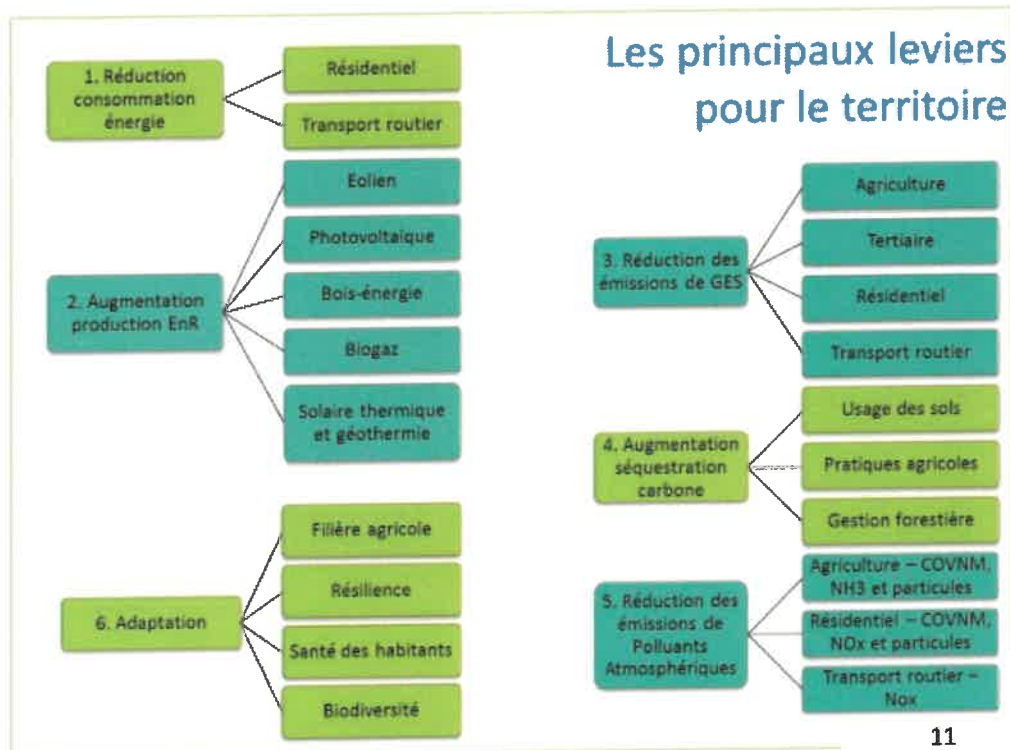 Les principaux leviers
pour le territoire
1. Réduction
consommation
énergie
Résidentiel
Transport routier
2. Augmentation
production EnR
Eolien
Photovoltaique
Bois-énergie
Biogaz
Solaire thermique
et géothermie
3. Réduction des
émissions de GES
Agriculture
Tertiaire
Résidentiel
Transport routier
4. Augmentation
séquestration
carbone
Usage des sols
Pratiques agricoles
Gestion forestière
5. Réduction des
émissions de
Polluants
Atmosphériques
Agriculture – COVNM,
NH3 et particules
Résidentiel – COVNM,
NOx et particules
Transport routier –
Nox
6. Adaptation
Filière agricole
Résilience
Santé des habitants
Biodiversité
11